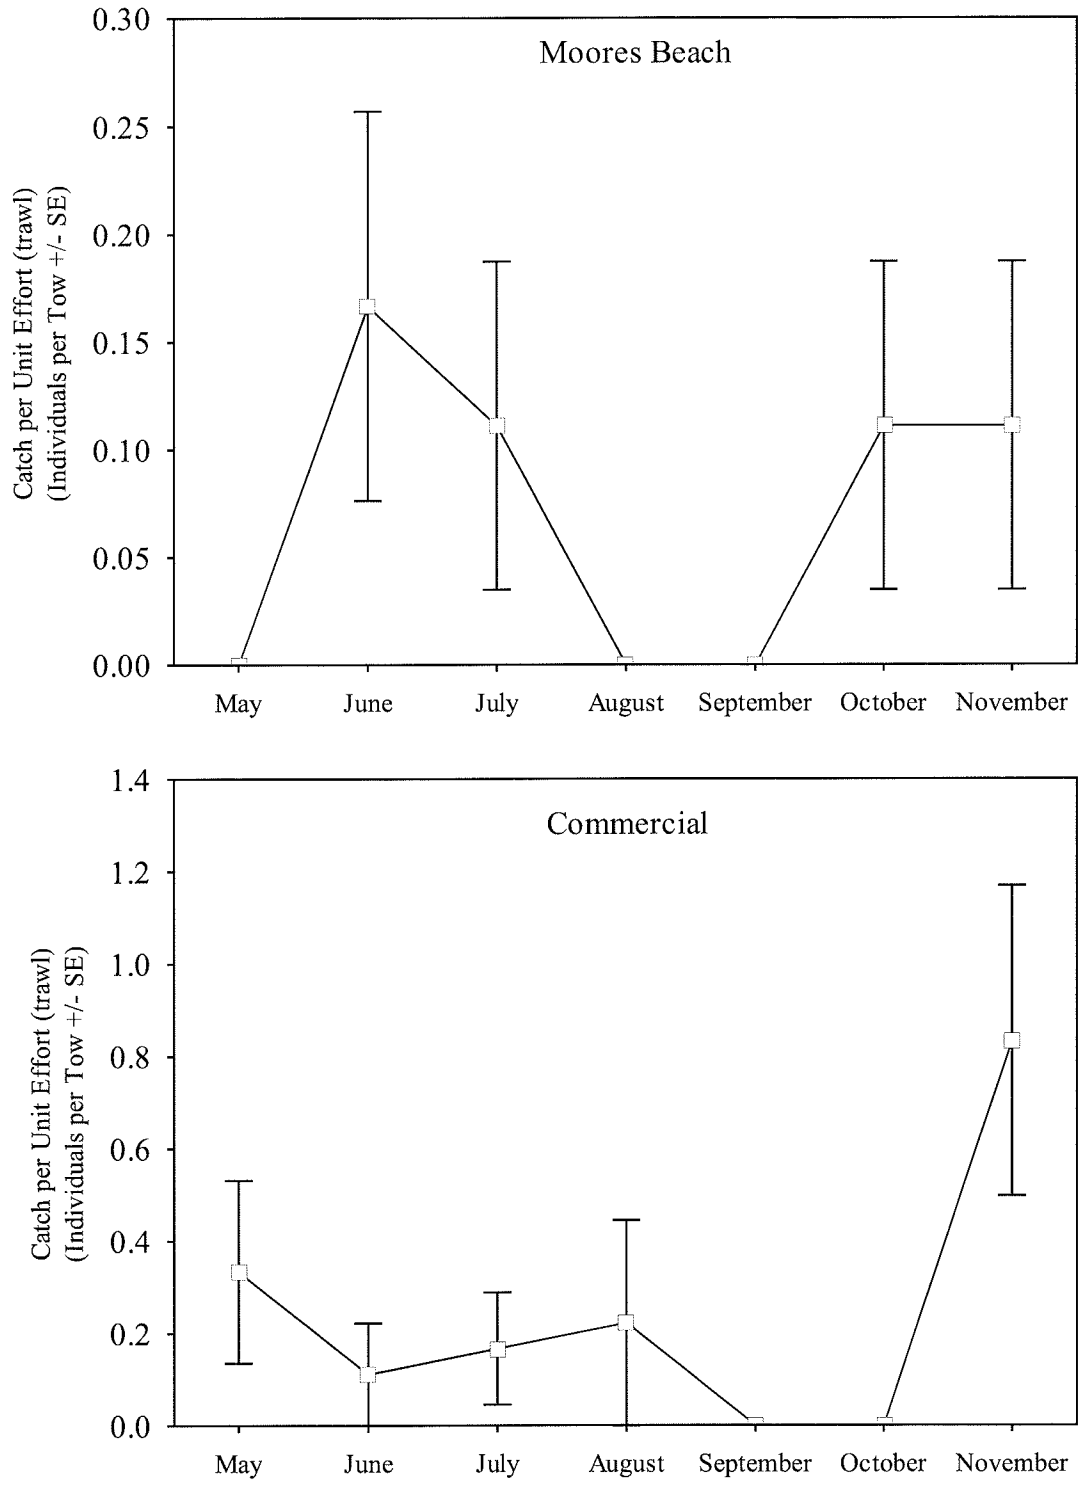 Moores Beach
Catch per Unit Effort (trawl)
(Individuals per Tow +/- SE)
0.30
0.25
0.20
0.15
0.10
0.05
0.00
May June July August September October November
Commercial
Catch per Unit Effort (trawl)
(Individuals per Tow +/- SE)
1.4
1.2
1.0
0.8
0.6
0.4
0.2
0.0
May June July August September October November